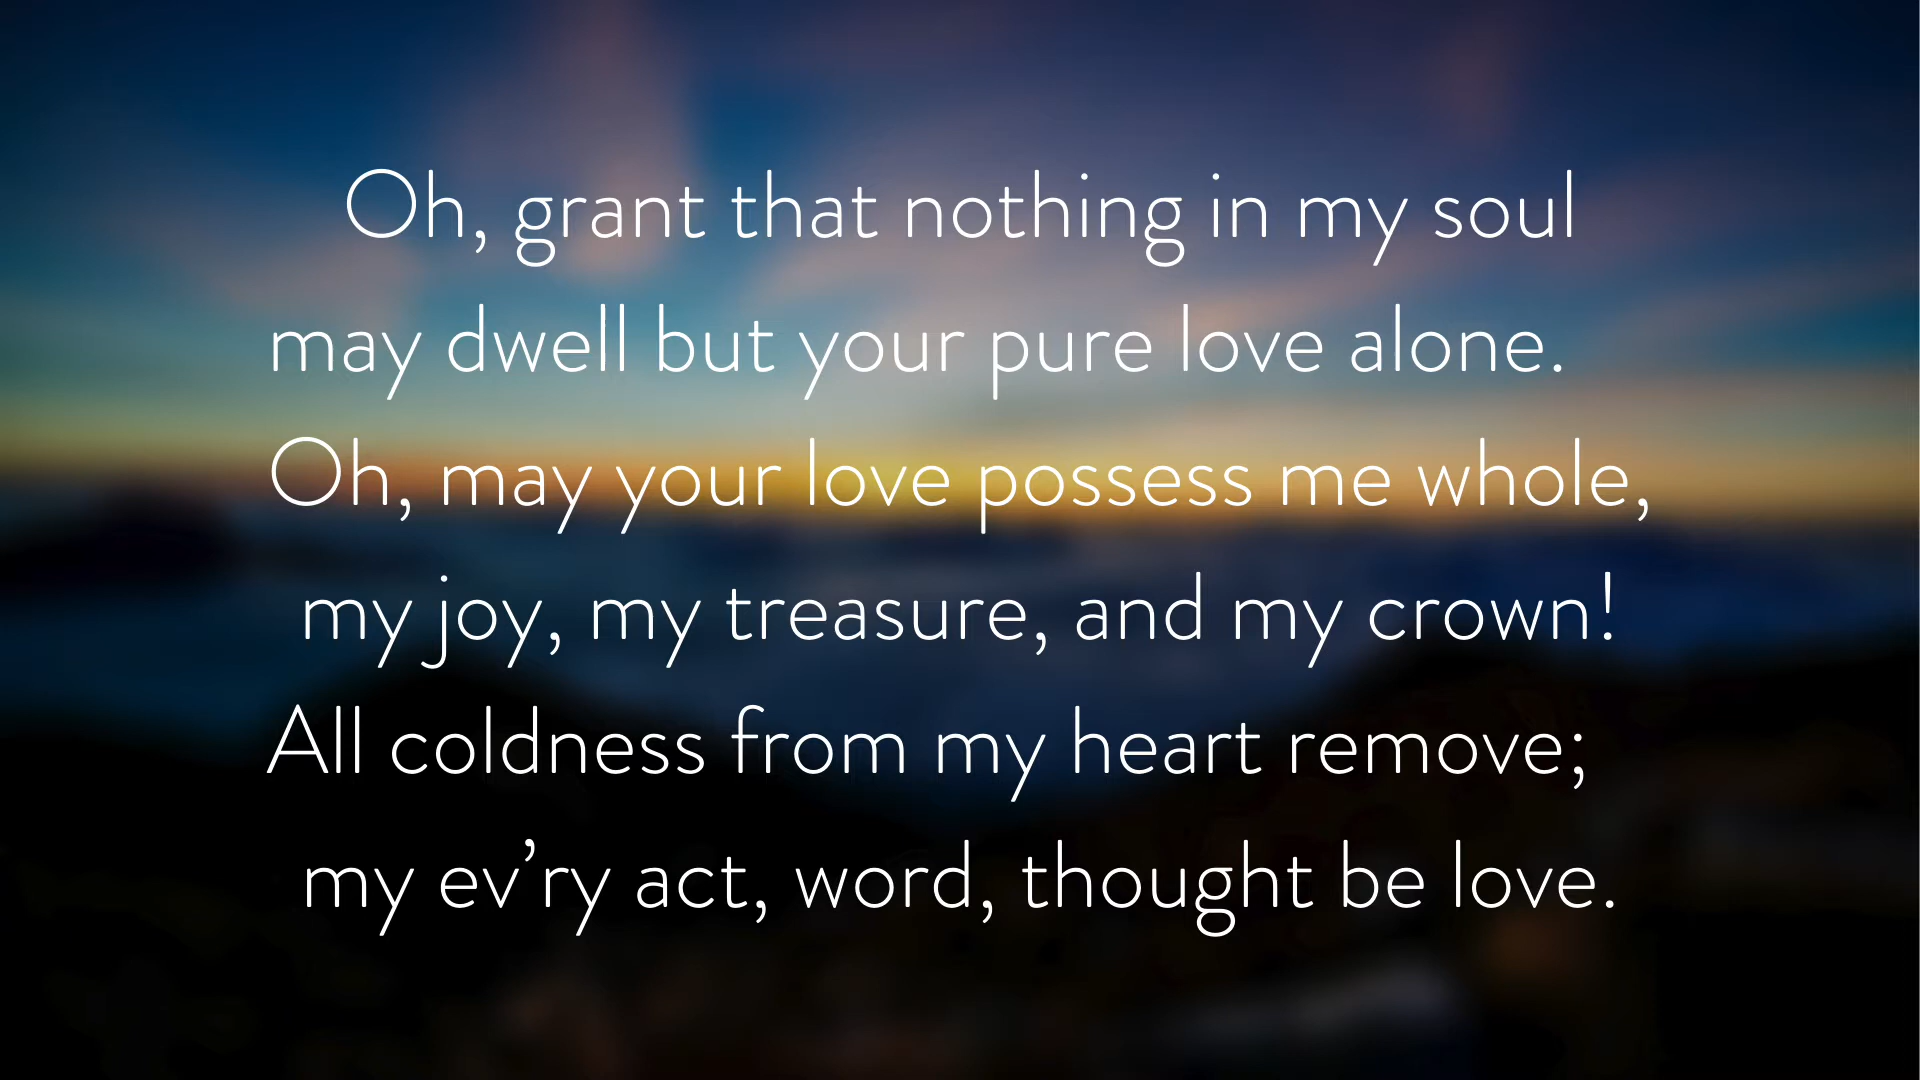 Oh, grant that nothing in my soul
may dwell but your pure love alone.
Oh, may your love possess me whole,
my joy, my treasure, and my crown!
All coldness from my heart remove;
my ev’ry act, word, thought be love.